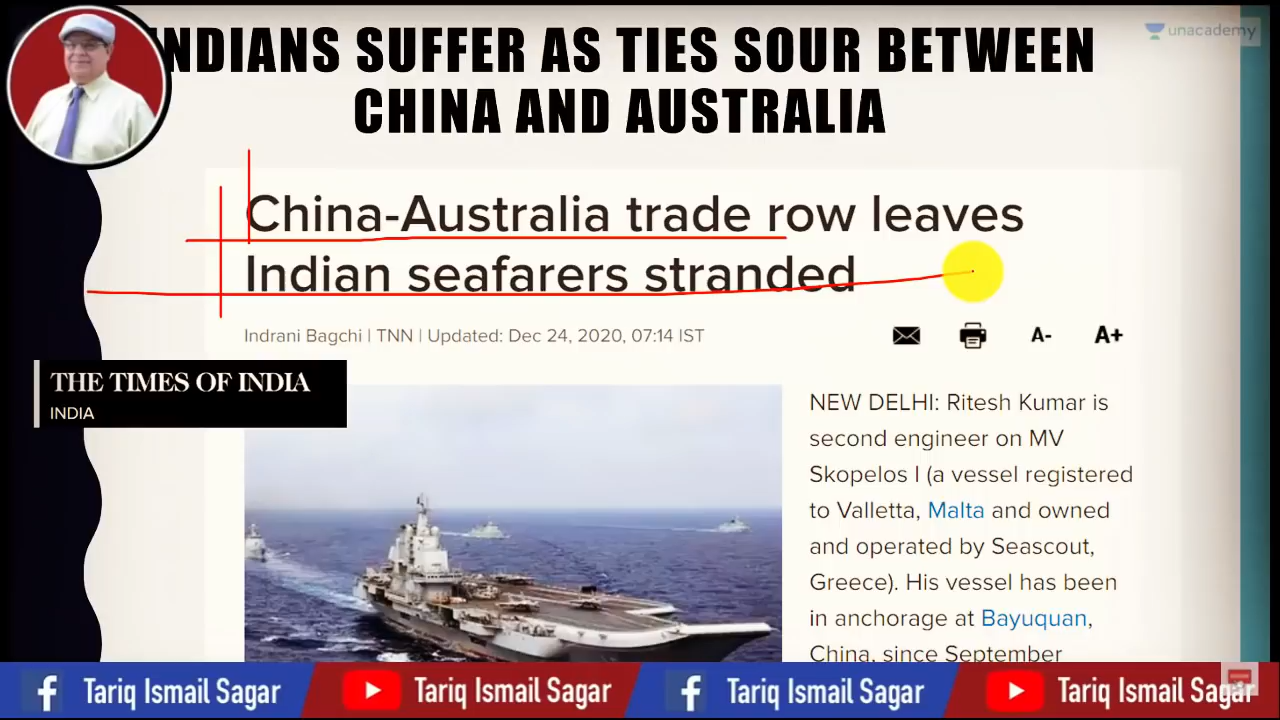 INDIANS SUFFER AS TIES SOUR BETWEEN
CHINA AND AUSTRALIA
unacademy
China-Australia trade row leaves
Indian seafarers stranded
Indrani Bagchi | TNN | Updated: Dec 24, 2020, 07:14 IST
A- A+
THE TIMES OF INDIA
INDIA
NEW DELHI: Ritesh Kumar is
second engineer on MV
Skopelos I (a vessel registered
to Valletta, Malta and owned
and operated by Seascout,
Greece). His vessel has been
in anchorage at Bayuquan,
China, since September
Tariq Ismail Sagar Tariq Ismail Sagar Tariq Ismail Sagar Tariq Ismail Sagar